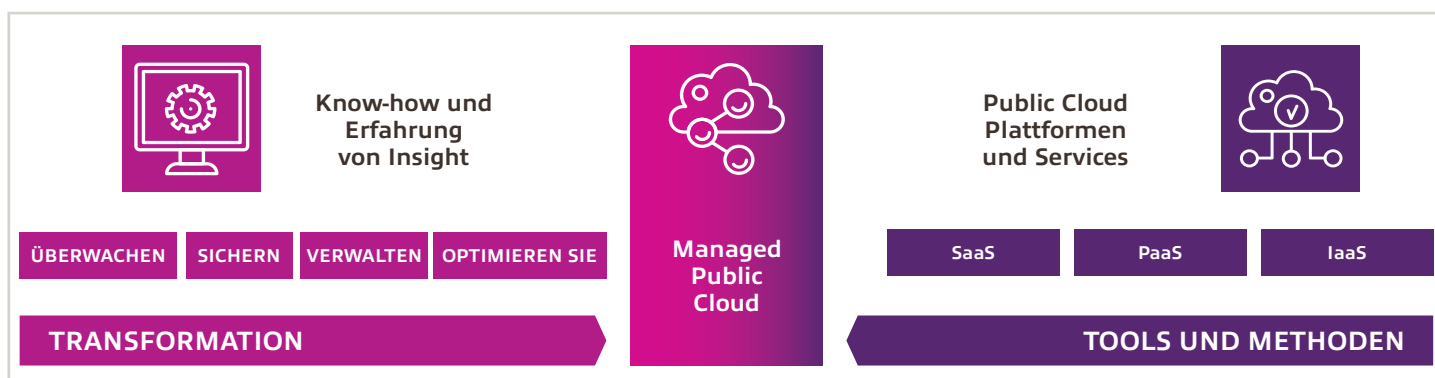 Know-how und
Erfahrung
von Insight
Public Cloud
Plattformen
und Services
ÜBERWACHEN
SICHERN
VERWALTEN
OPTIMIEREN SIE
Managed
Public
Cloud
SaaS
PaaS
IaaS
TRANSFORMATION
TOOLS UND METHODEN